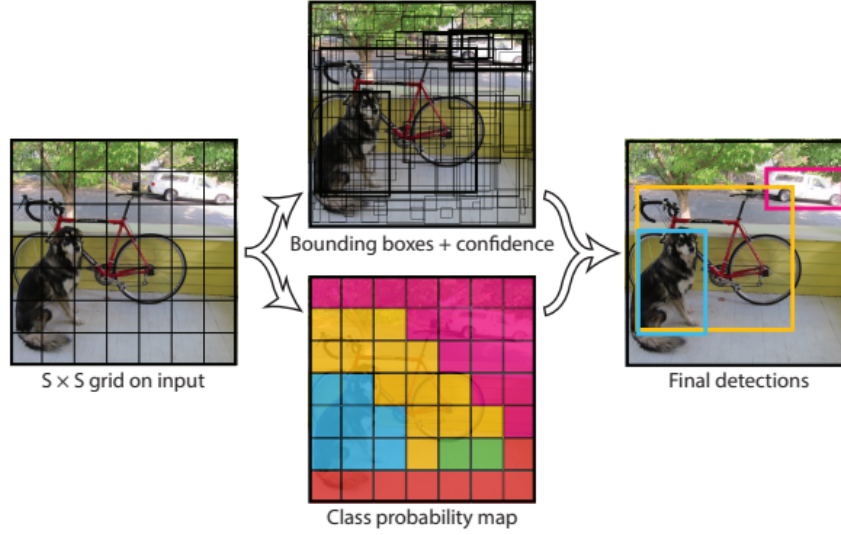 S × S grid on input
Bounding boxes + confidence
Class probability map
Final detections